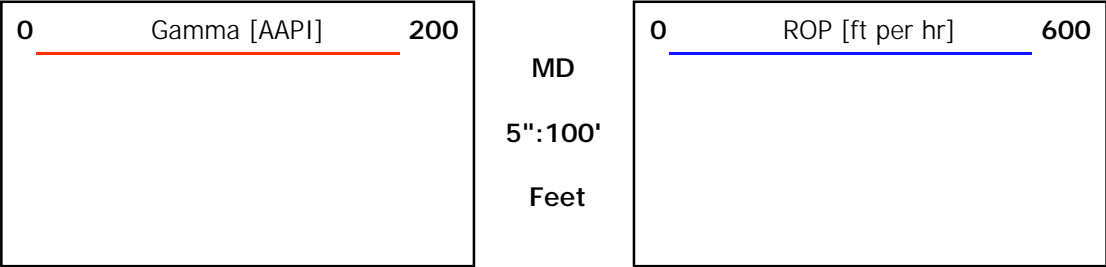 0 Gamma [AAPI] 200
MD
5":100'
Feet
0 ROP [ft per hr] 600